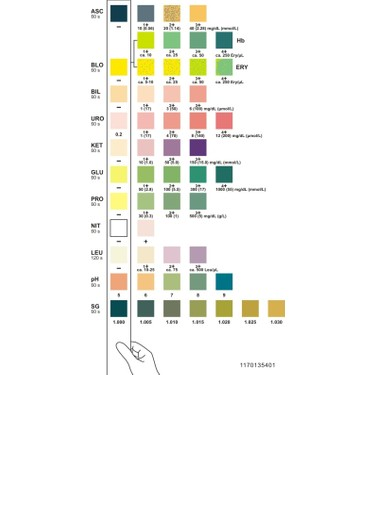 ASC
60 s
– 1+ 2+ 3+
10 (0.56) 20 (1.14) 40 (2.28) mg/dL (mmol/L)
Hb
1+ 2+ 3+ 4+
ca. 10 ca. 25 ca. 50 ca. 250 Ery/µL
BLO
60 s
ERY
– 1+ 2+ 3+ 4+
ca. 5-10 ca. 25 ca. 50 ca. 250 Ery/µL
BIL
60 s
– 1+ 2+ 3+
1 (17) 3 (50) 6 (100) mg/dL (µmol/L)
URO
60 s
0.2 1+ 2+ 3+ 4+
1 (17) 4 (70) 8 (140) 12 (200) mg/dL (µmol/L)
KET
60 s
– 1+ 2+ 3+
10 (1.0) 50 (5.0) 150 (15.0) mg/dL (mmol/L)
GLU
60 s
– 1+ 2+ 3+ 4+
50 (2.8) 100 (5.6) 300 (17) 1000 (56) mg/dL (mmol/L)
PRO
60 s
– 1+ 2+ 3+
30 (0.3) 100 (1) 500 (5) mg/dL (g/L)
NIT
60 s
– +
LEU
120 s
– 1+ 2+ 3+
ca. 10-25 ca. 75 ca. 500 Leu/µL
pH
60 s
5 6 7 8 9
SG
60 s
1.000 1.005 1.010 1.015 1.020 1.025 1.030
1170135401